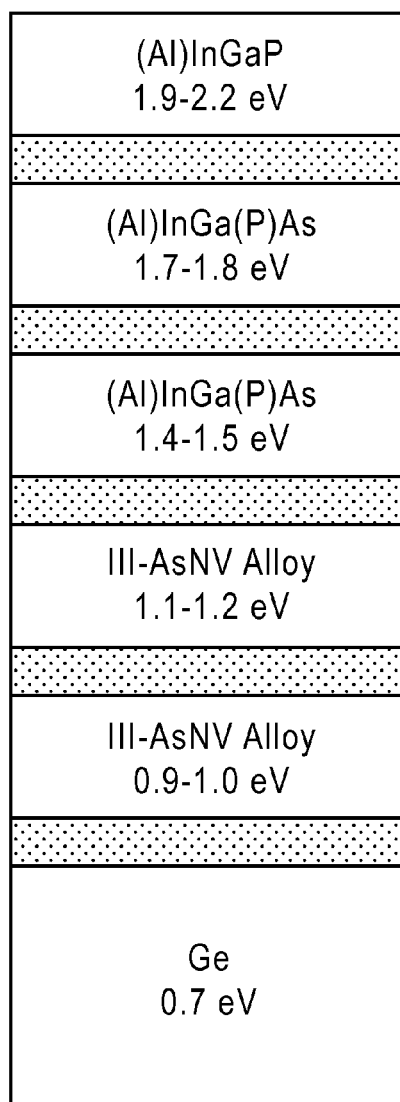 (Al)InGaP
1.9-2.2 eV
(Al)InGa(P)As
1.7-1.8 eV
(Al)InGa(P)As
1.4-1.5 eV
III-AsNV Alloy
1.1-1.2 eV
III-AsNV Alloy
0.9-1.0 eV
Ge
0.7 eV